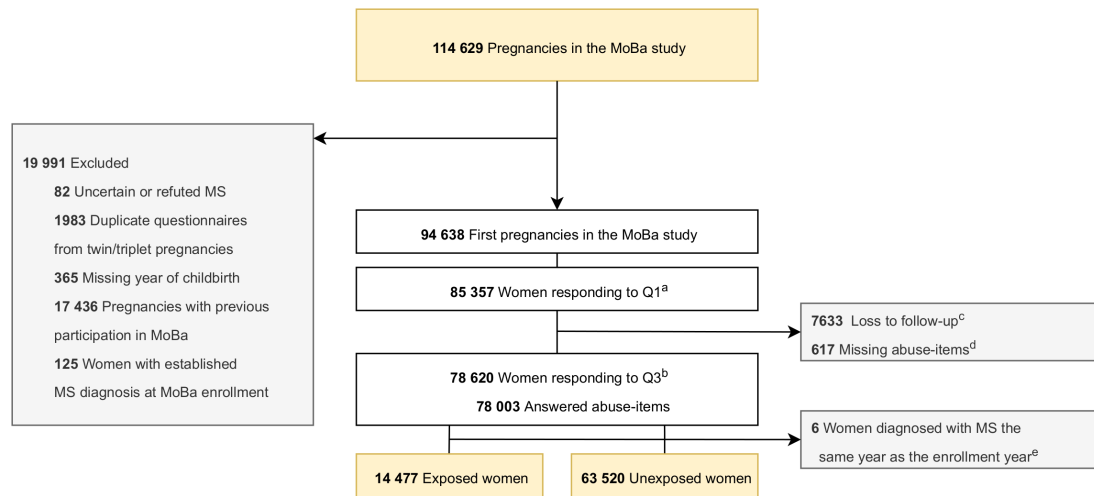 114 629 Pregnancies in the MoBa study
19 991 Excluded
82 Uncertain or refuted MS
1983 Duplicate questionnaires
from twin/triplet pregnancies
365 Missing year of childbirth
17 436 Pregnancies with previous
participation in MoBa
125 Women with established
MS diagnosis at MoBa enrollment
94 638 First pregnancies in the MoBa study
85 357 Women responding to Q1a
7633 Loss to follow-upc
617 Missing abuse-items d
78 620 Women responding to Q3b
78 003 Answered abuse-items
6 Women diagnosed with MS the
same year as the enrollment yeare
14 477 Exposed women
63 520 Unexposed women